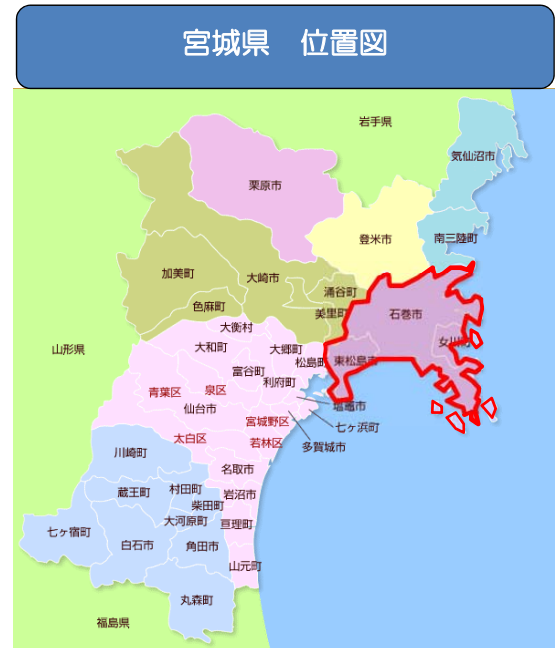 宮城県　位置図
岩手県
気仙沼市
栗原市
登米市
南三陸町
加美町
大崎市
涌谷町
色麻町
美里町
石巻市
大衡村
女川町
大和町
大郷町
山形県
松島町
東松島市
富谷町
利府町
青葉区
泉区
塩竈市
仙台市
宮城野区
七ヶ浜町
太白区
若林区
多賀城市
川崎町
名取市
蔵王町
村田町
岩沼市
柴田町
大河原町
亘理町
七ヶ宿町
白石市
角田市
山元町
丸森町
福島県